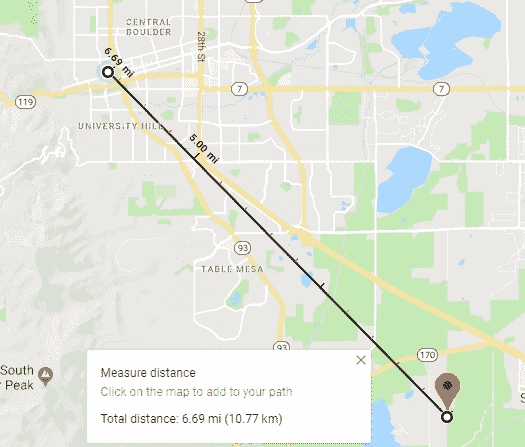 CENTRAL
BOULDER
28th St
6.69 mi
7
7
119
UNIVERSITY HILL
5.00 mi
93
TABLE MESA
93
170
South
Peak
S
Measure distance
Click on the map to add to your path
Total distance: 6.69 mi (10.77 km)